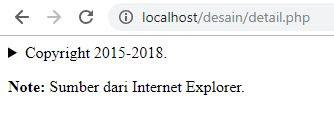 localhost/desain/detail.php
Copyright 2015-2018.
Note: Sumber dari Internet Explorer.